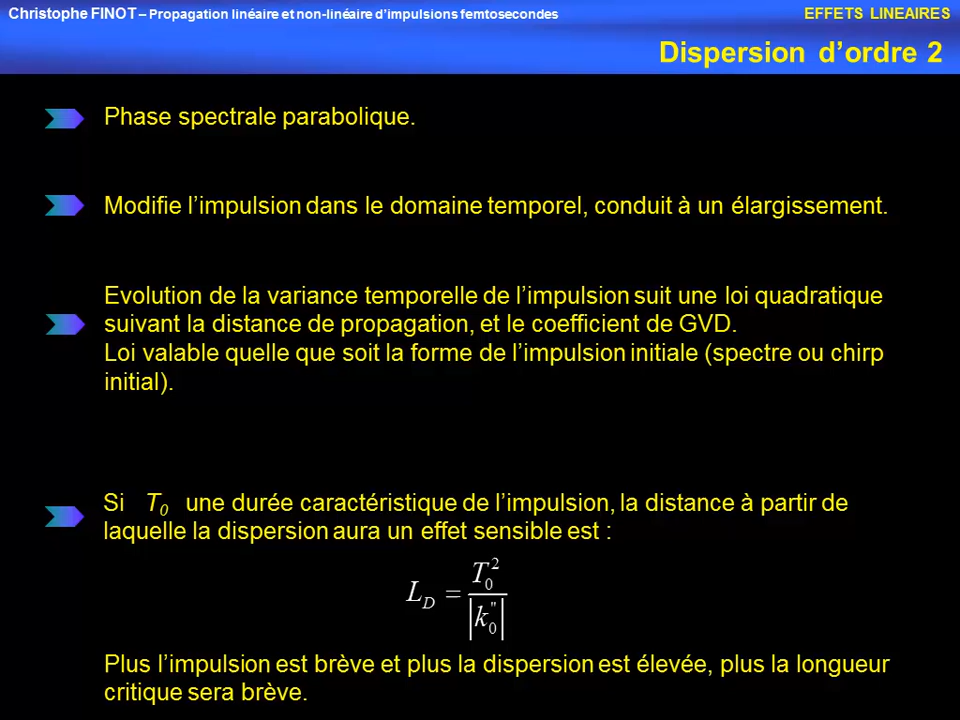 Christophe FINOT – Propagation linéaire et non-linéaire d’impulsions femtosecondes
EFFETS LINEAIRES
Dispersion d’ordre 2
Phase spectrale parabolique.
Modifie l’impulsion dans le domaine temporel, conduit à un élargissement.
Evolution de la variance temporelle de l’impulsion suit une loi quadratique
suivant la distance de propagation, et le coefficient de GVD.
Loi valable quelle que soit la forme de l’impulsion initiale (spectre ou chirp
initial).
Si T₀ une durée caractéristique de l’impulsion, la distance à partir de
laquelle la dispersion aura un effet sensible est :
L_D = T₀² / |k₀"|
Plus l’impulsion est brève et plus la dispersion est élevée, plus la longueur
critique sera brève.